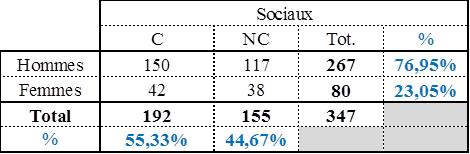 Sociaux
C NC Tot. %
Hommes 150 117 267 76,95%
Femmes 42 38 80 23,05%
Total 192 155 347
% 55,33% 44,67%